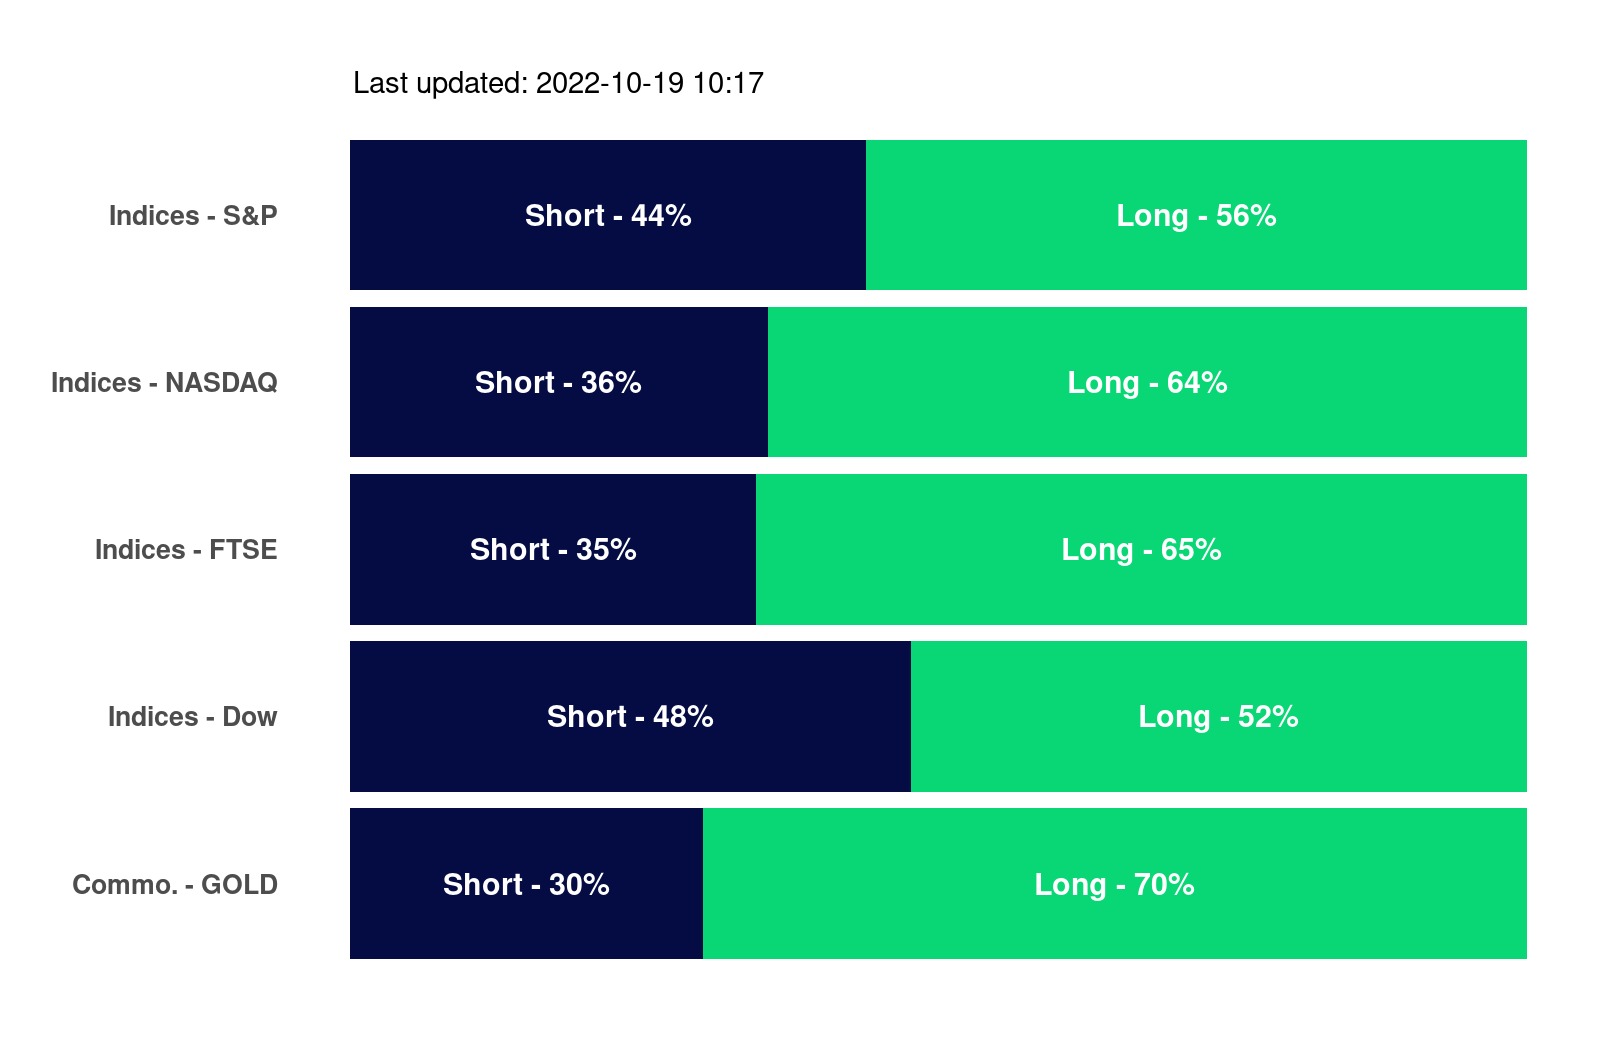 Last updated: 2022-10-19 10:17
Indices - S&P Short - 44% Long - 56%
Indices - NASDAQ Short - 36% Long - 64%
Indices - FTSE Short - 35% Long - 65%
Indices - Dow Short - 48% Long - 52%
Commo. - GOLD Short - 30% Long - 70%